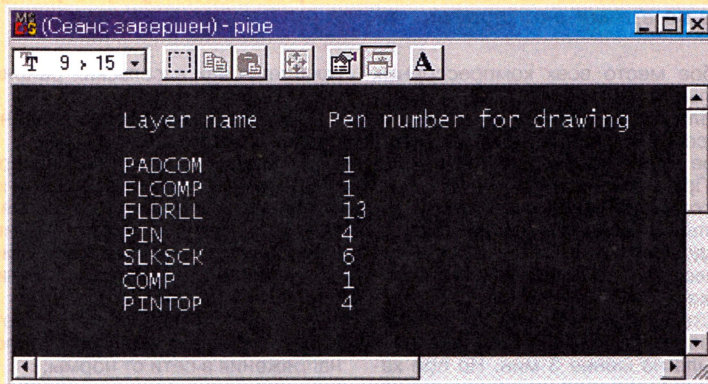 (Сеанс завершен) - pipe
9 x 15
A
Layer name Pen number for drawing
PADCOM 1
FLCOMP 1
FLDRLL 13
PIN 4
SLKSCK 6
COMP 1
PINTOP 4